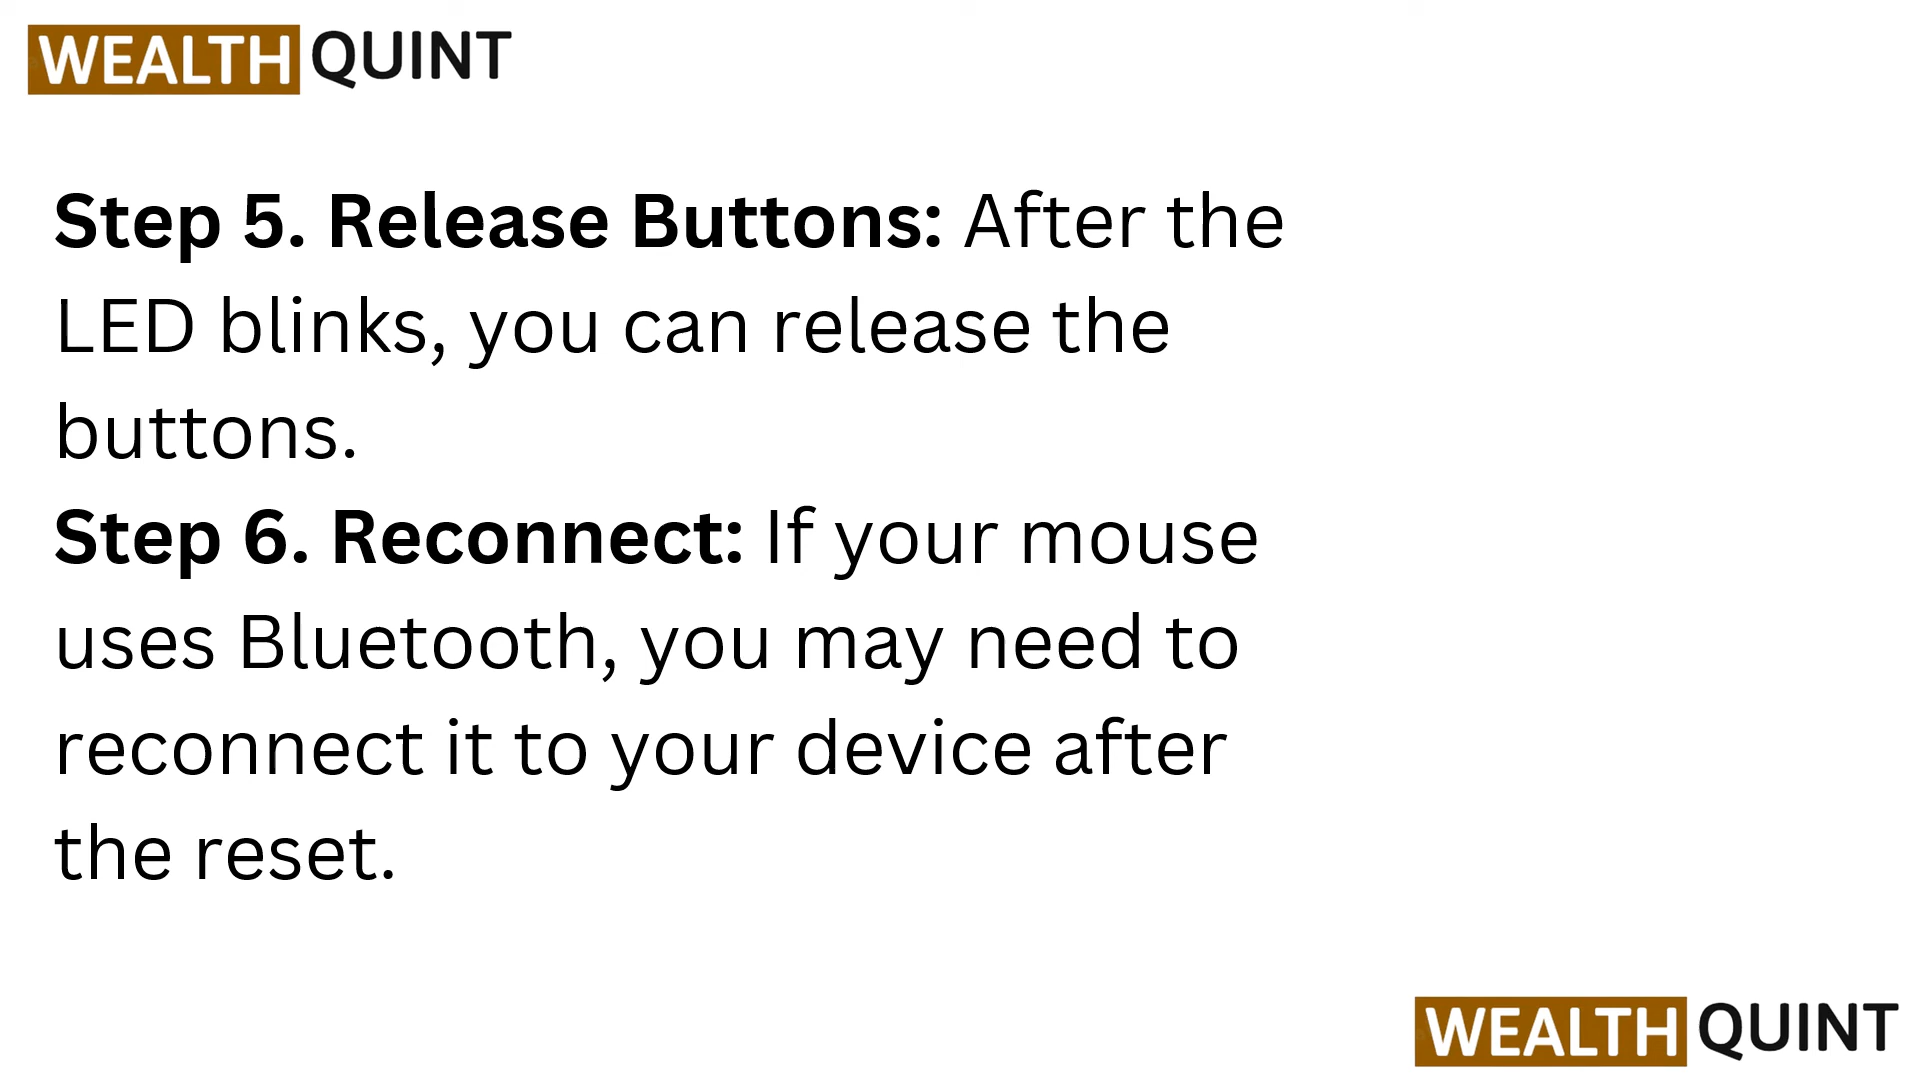 WEALTH QUINT
Step 5. Release Buttons: After the
LED blinks, you can release the
buttons.
Step 6. Reconnect: If your mouse
uses Bluetooth, you may need to
reconnect it to your device after
the reset.
WEALTH QUINT